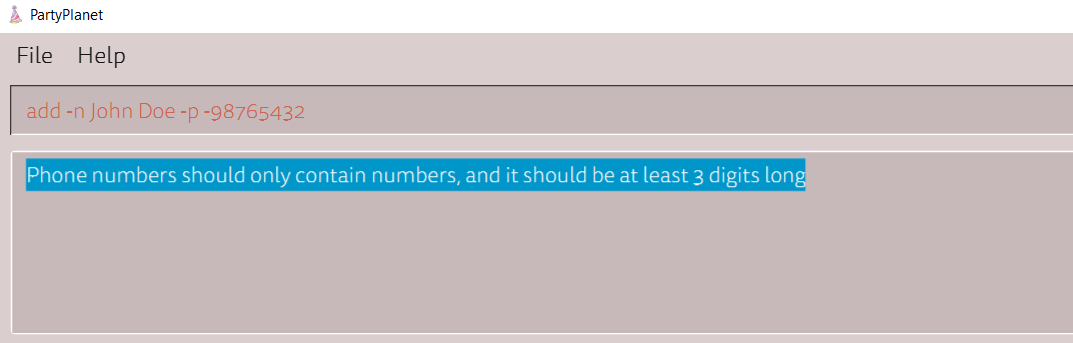 PartyPlanet
File Help
add -n John Doe -p -98765432
Phone numbers should only contain numbers, and it should be at least 3 digits long